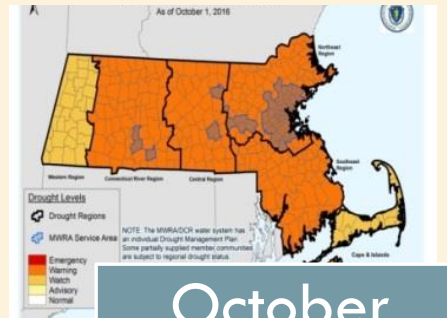 As of October 1, 2016
Northeast
Region
Southeast
Region
Western Region
Connecticut River Region
Central Region
Cape & Islands
Drought Levels
Drought Regions
MWRA Service Area
NOTE: The MWRA/DCR water system has
an individual Drought Management Plan.
Some partially supplied member communities
are subject to regional drought status.
Emergency
Warning
Watch
Advisory
Normal
October